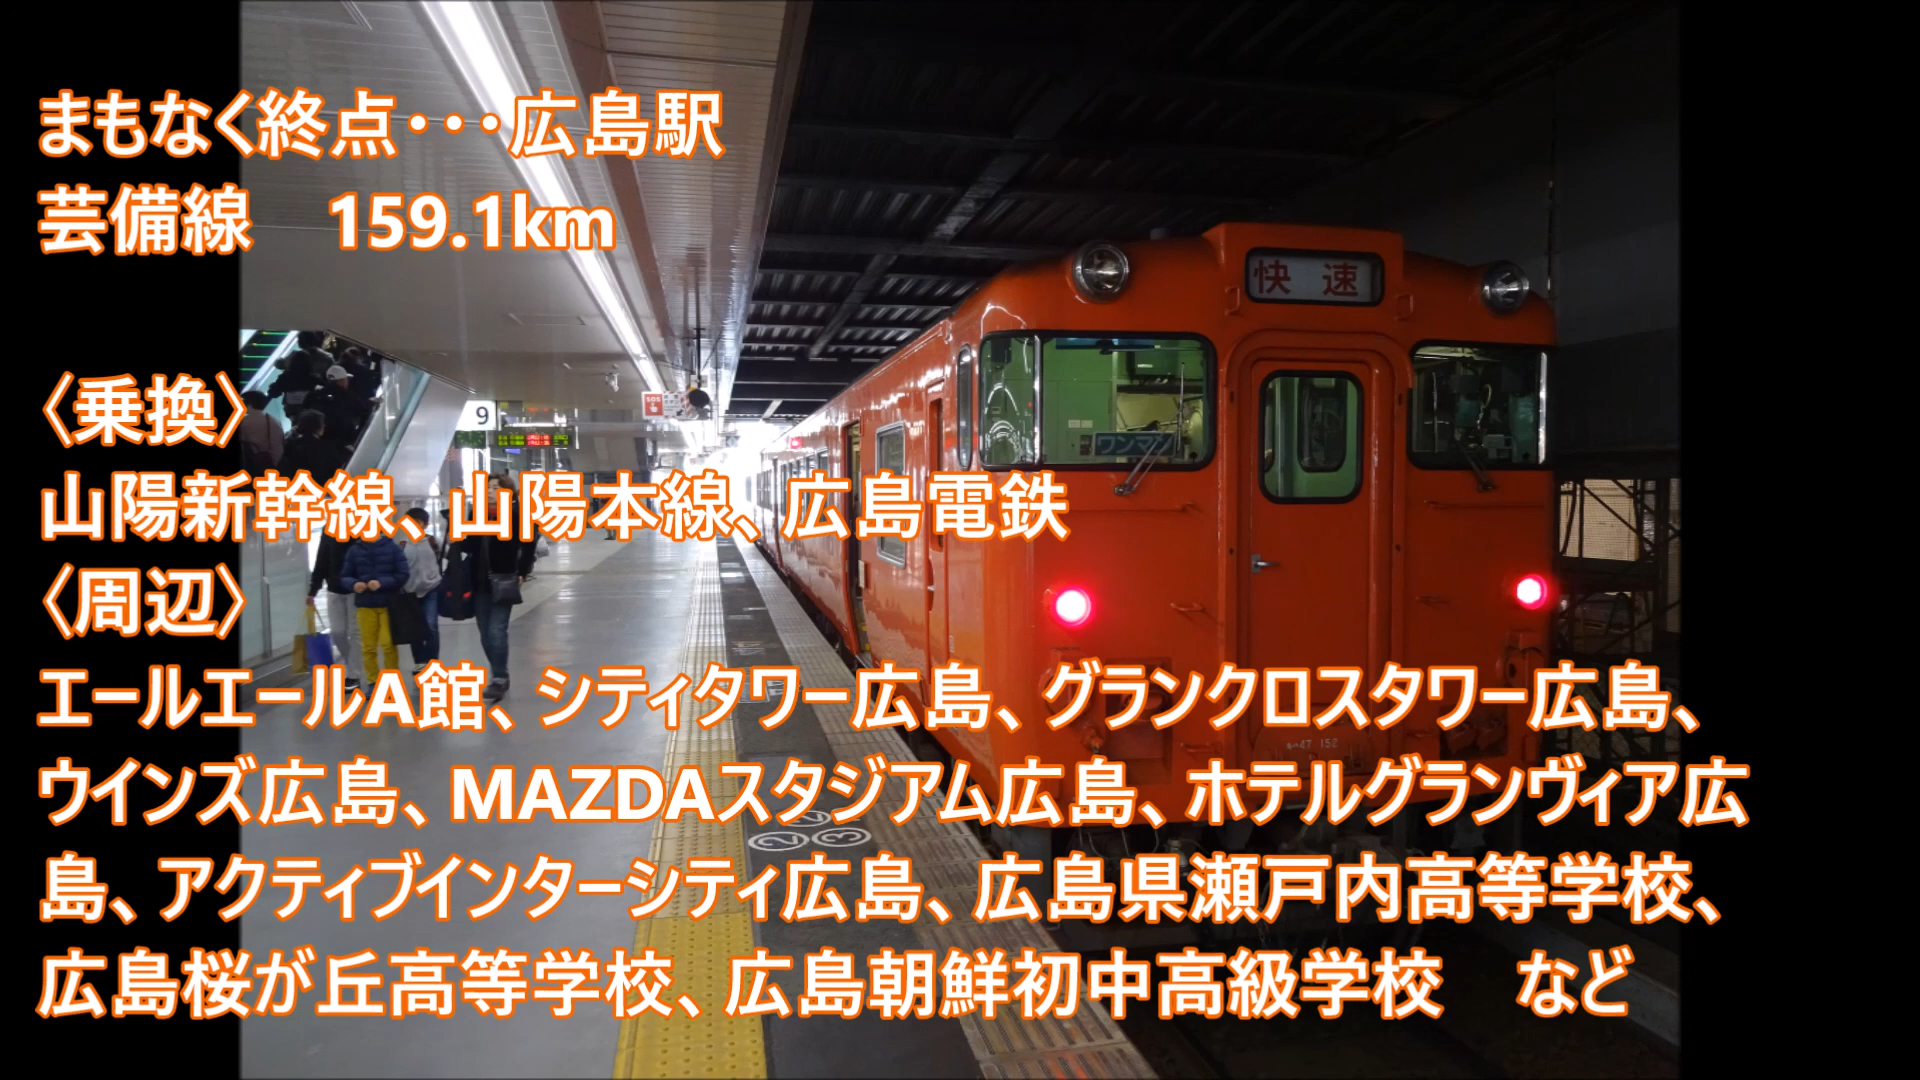 まもなく終点･･･広島駅
芸備線　159.1km
〈乗換〉
山陽新幹線、山陽本線、広島電鉄
〈周辺〉
エールエールA館、シティタワー広島、グランクロスタワー広島、
ウインズ広島、MAZDAスタジアム広島、ホテルグランヴィア広
島、アクティブインターシティ広島、広島県瀬戸内高等学校、
広島桜が丘高等学校、広島朝鮮初中高級学校　など
快速
9
SOS
ワンマン
47 152
② ②
③